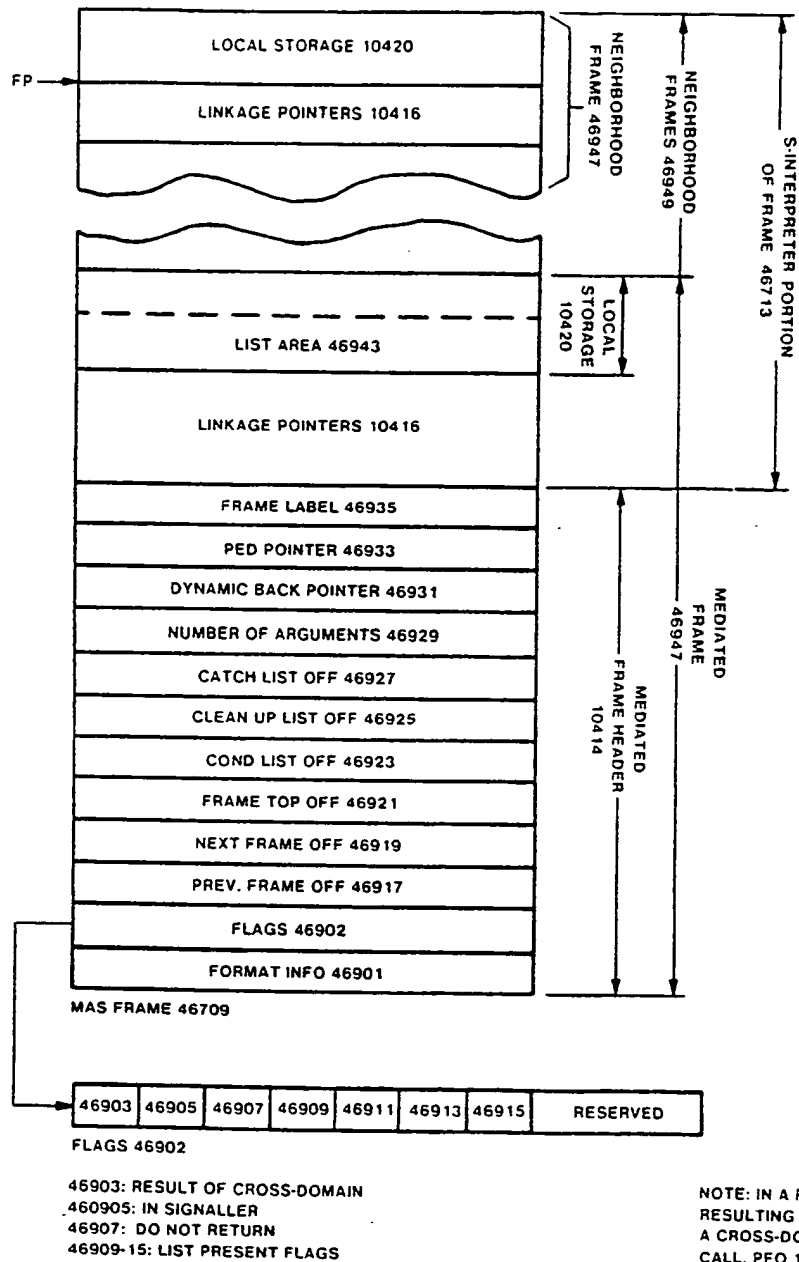 LOCAL STORAGE 10420
FP
LINKAGE POINTERS 10416
NEIGHBORHOOD
FRAME 46947
NEIGHBORHOOD
FRAMES 46949
S-INTERPRETER PORTION
OF FRAME 46713
LOCAL
STORAGE
10420
LIST AREA 46943
LINKAGE POINTERS 10416
FRAME LABEL 46935
PED POINTER 46933
DYNAMIC BACK POINTER 46931
NUMBER OF ARGUMENTS 46929
CATCH LIST OFF 46927
CLEAN UP LIST OFF 46925
COND LIST OFF 46923
FRAME TOP OFF 46921
NEXT FRAME OFF 46919
PREV. FRAME OFF 46917
FLAGS 46902
FORMAT INFO 46901
MEDIATED
FRAME HEADER
10414
MEDIATED
FRAME
46947
MAS FRAME 46709
46903 46905 46907 46909 46911 46913 46915 RESERVED
FLAGS 46902
46903: RESULT OF CROSS-DOMAIN
460905: IN SIGNALLER
46907: DO NOT RETURN
46909-15: LIST PRESENT FLAGS
NOTE: IN A
RESULTING
A CROSS-DO
CALL, PEO 1